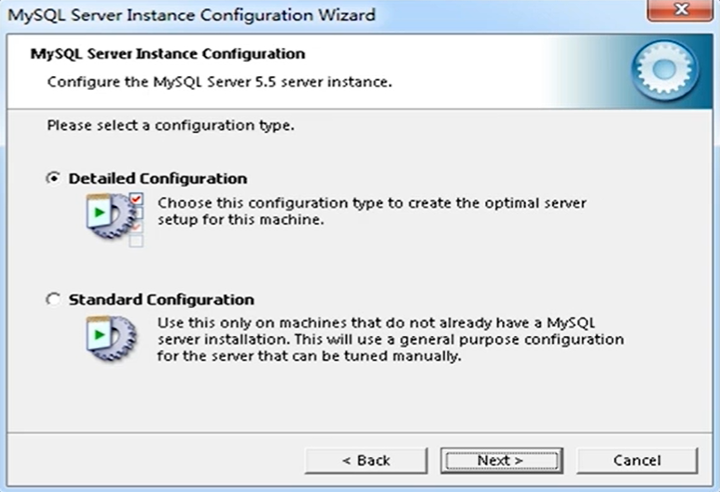 MySQL Server Instance Configuration Wizard
MySQL Server Instance Configuration
Configure the MySQL Server 5.5 server instance.
Please select a configuration type.
Detailed Configuration
Choose this configuration type to create the optimal server
setup for this machine.
Standard Configuration
Use this only on machines that do not already have a MySQL
server installation. This will use a general purpose configuration
for the server that can be tuned manually.
< Back
Next >
Cancel